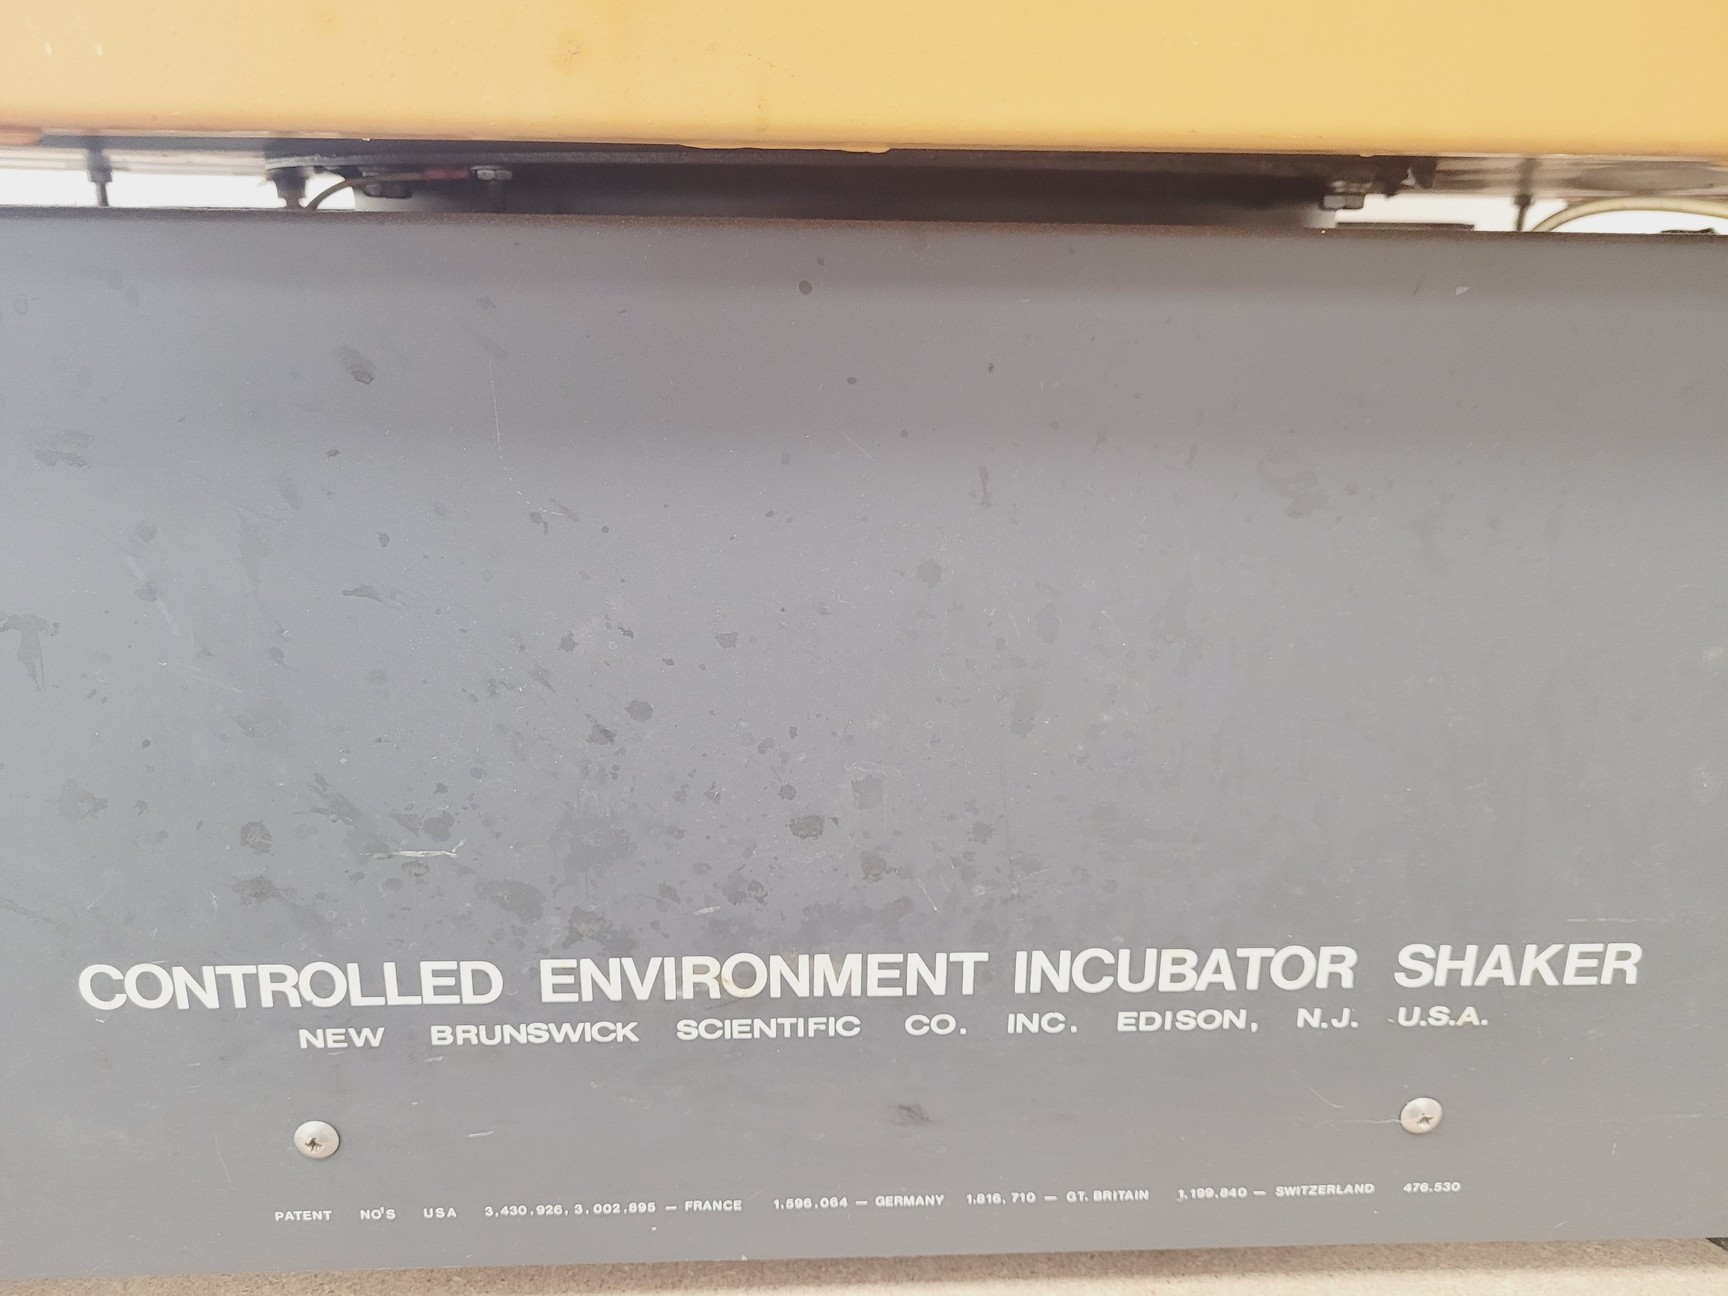 CONTROLLED ENVIRONMENT INCUBATOR SHAKER
NEW BRUNSWICK SCIENTIFIC CO. INC. EDISON, N.J. U.S.A.
PATENT NO'S USA 3,430,926, 3,002,895 — FRANCE 1,596,064 — GERMANY 1,816,710 — GT. BRITAIN 1,199,840 — SWITZERLAND 476.530